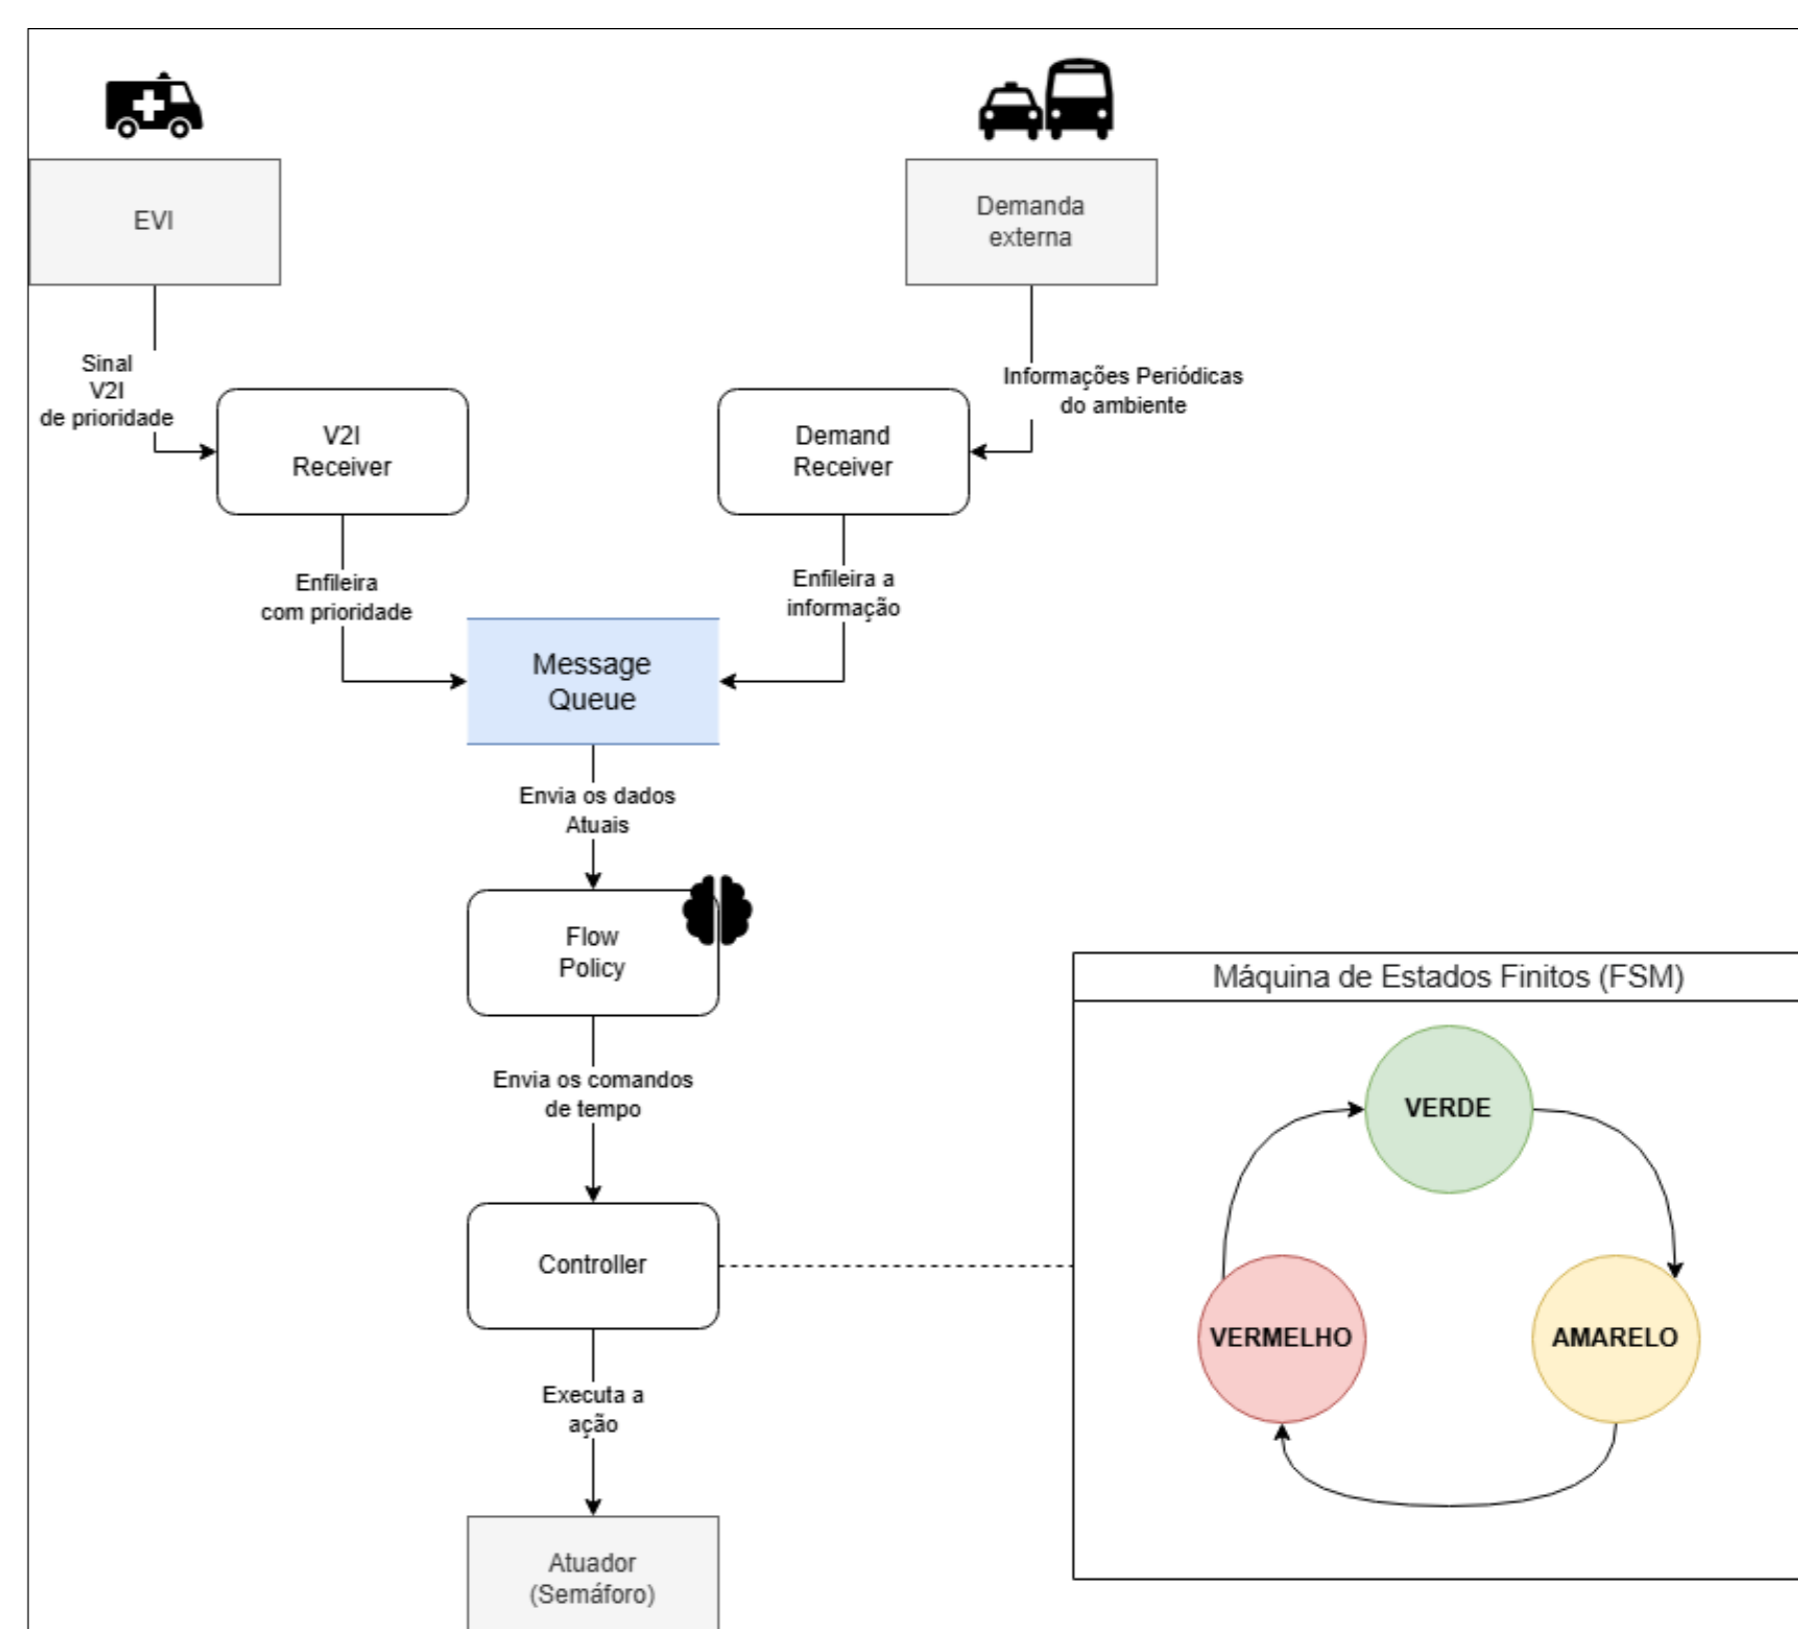 EVI
Demanda
externa
Sinal
V2I
de prioridade
Informações Periódicas
do ambiente
V2I
Receiver
Demand
Receiver
Enfileira
com prioridade
Enfileira a
informação
Message
Queue
Envia os dados
Atuais
Flow
Policy
Envia os comandos
de tempo
Controller
Executa a
ação
Atuador
(Semáforo)
Máquina de Estados Finitos (FSM)
VERDE
VERMELHO
AMARELO